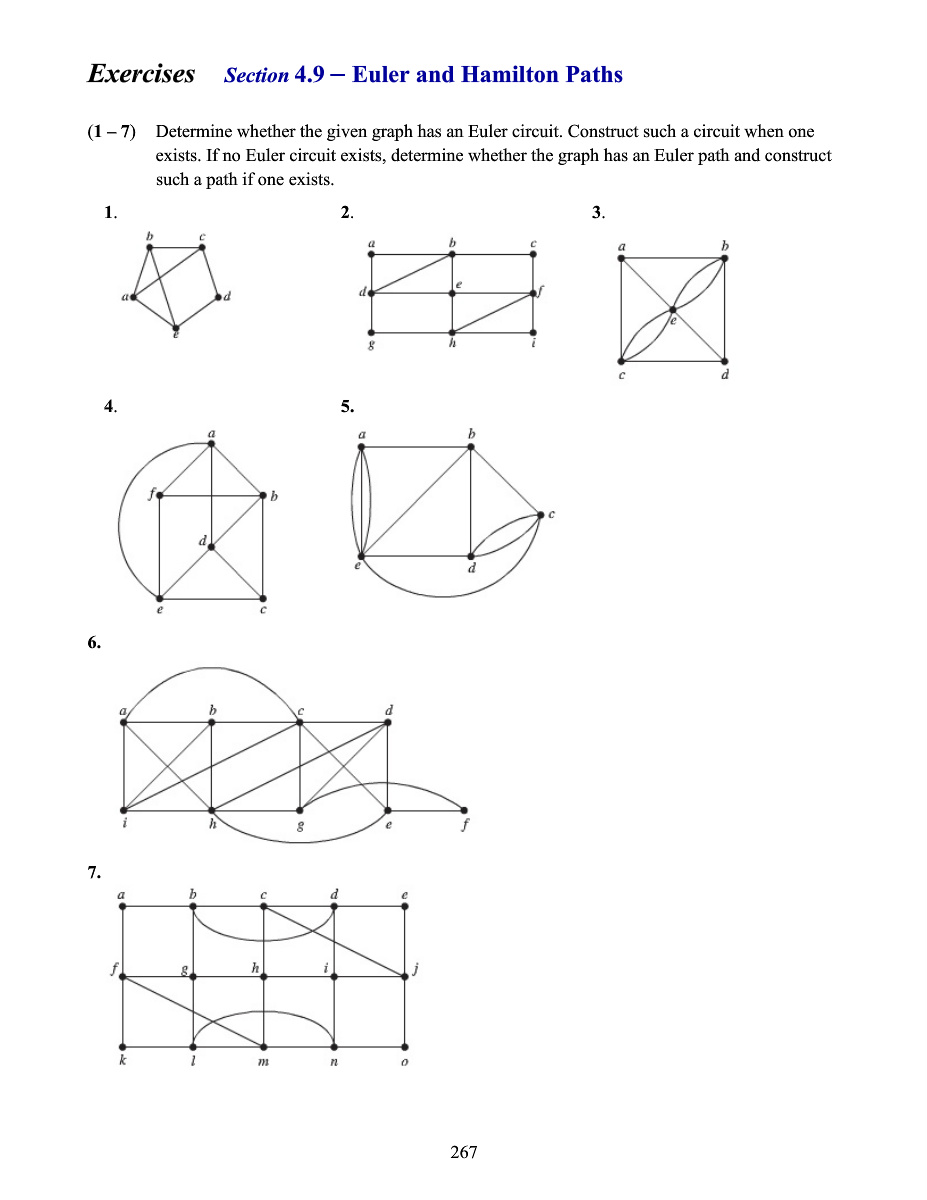 Exercises Section 4.9 – Euler and Hamilton Paths
(1 – 7) Determine whether the given graph has an Euler circuit. Construct such a circuit when one
exists. If no Euler circuit exists, determine whether the graph has an Euler path and construct
such a path if one exists.
1. 2. 3.
b c
a d
e
a b c
d e f
g h i
a b
e
c d
4. 5.
a
f b
d
e c
a b
c
e d
6.
a b c d
i h g e f
7.
a b c d e
f g h i j
k l m n o
267